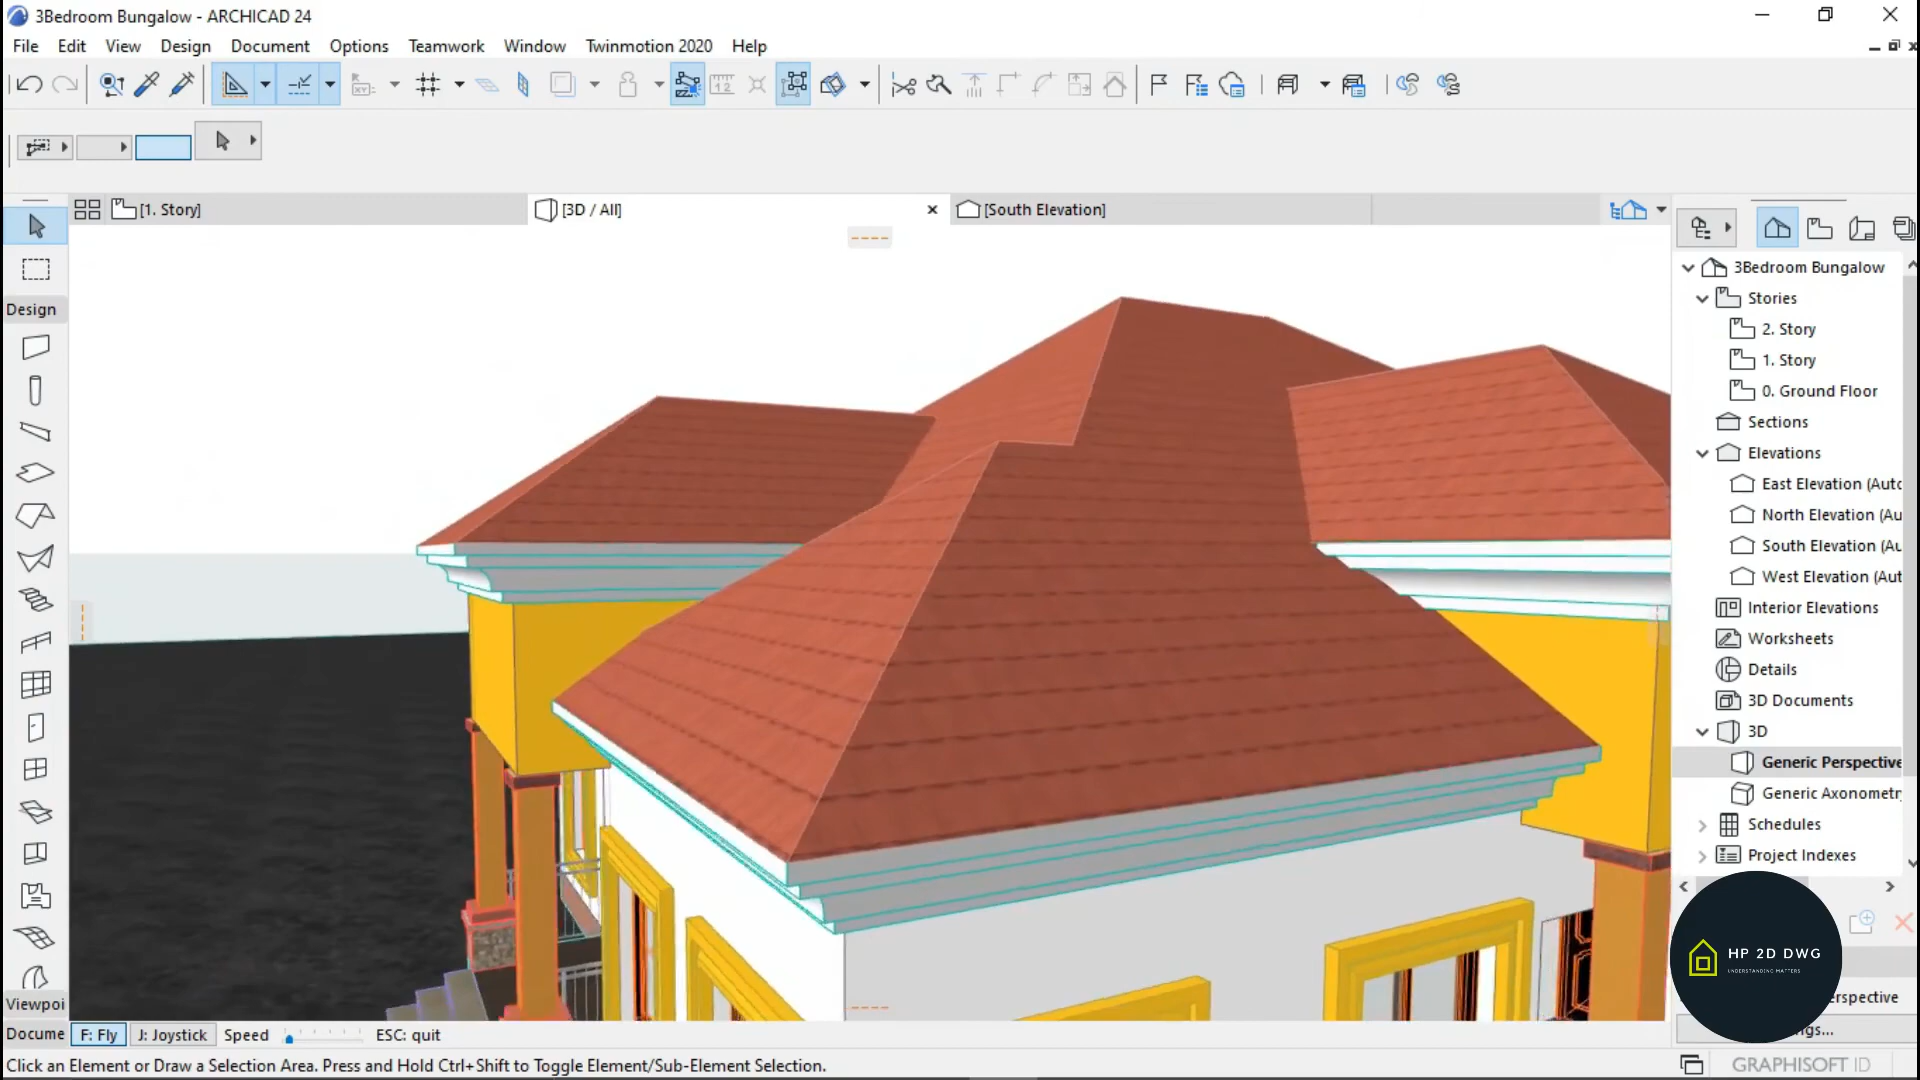 3Bedroom Bungalow - ARCHICAD 24
File Edit View Design Document Options Teamwork Window Twinmotion 2020 Help
[1. Story]
[3D / All]
[South Elevation]
Design
3Bedroom Bungalow
Stories
2. Story
1. Story
0. Ground Floor
Sections
Elevations
East Elevation (Auto
North Elevation (Au
South Elevation (Au
West Elevation (Aut
Interior Elevations
Worksheets
Details
3D Documents
3D
Generic Perspective
Generic Axonometr
Schedules
Project Indexes
HP 2D DWG
UNDERSTANDING MATTERS
erspective
gs...
Viewpoi
Docume
F: Fly J: Joystick Speed ESC: quit
Click an Element or Draw a Selection Area. Press and Hold Ctrl+Shift to Toggle Element/Sub-Element Selection.
GRAPHISOFT ID